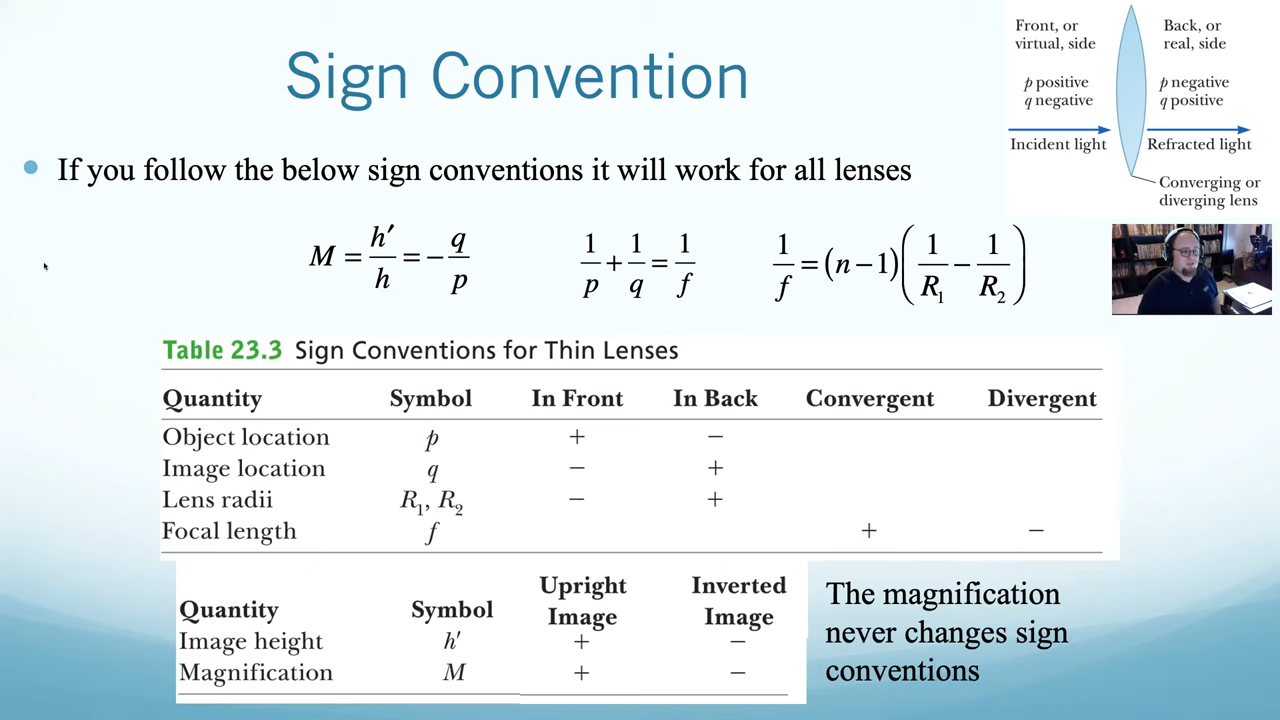 Sign Convention
Front, or
virtual, side
p positive
q negative
Incident light
Back, or
real, side
p negative
q positive
Refracted light
Converging or
diverging lens
• If you follow the below sign conventions it will work for all lenses
M = h′/h = −q/p
1/p + 1/q = 1/f
1/f = (n−1)(1/R₁ − 1/R₂)
Table 23.3 Sign Conventions for Thin Lenses
Quantity Symbol In Front In Back Convergent Divergent
Object location p + −
Image location q − +
Lens radii R₁, R₂ − +
Focal length f + −
Quantity Symbol Upright Image Inverted Image
Image height h′ + −
Magnification M + −
The magnification
never changes sign
conventions